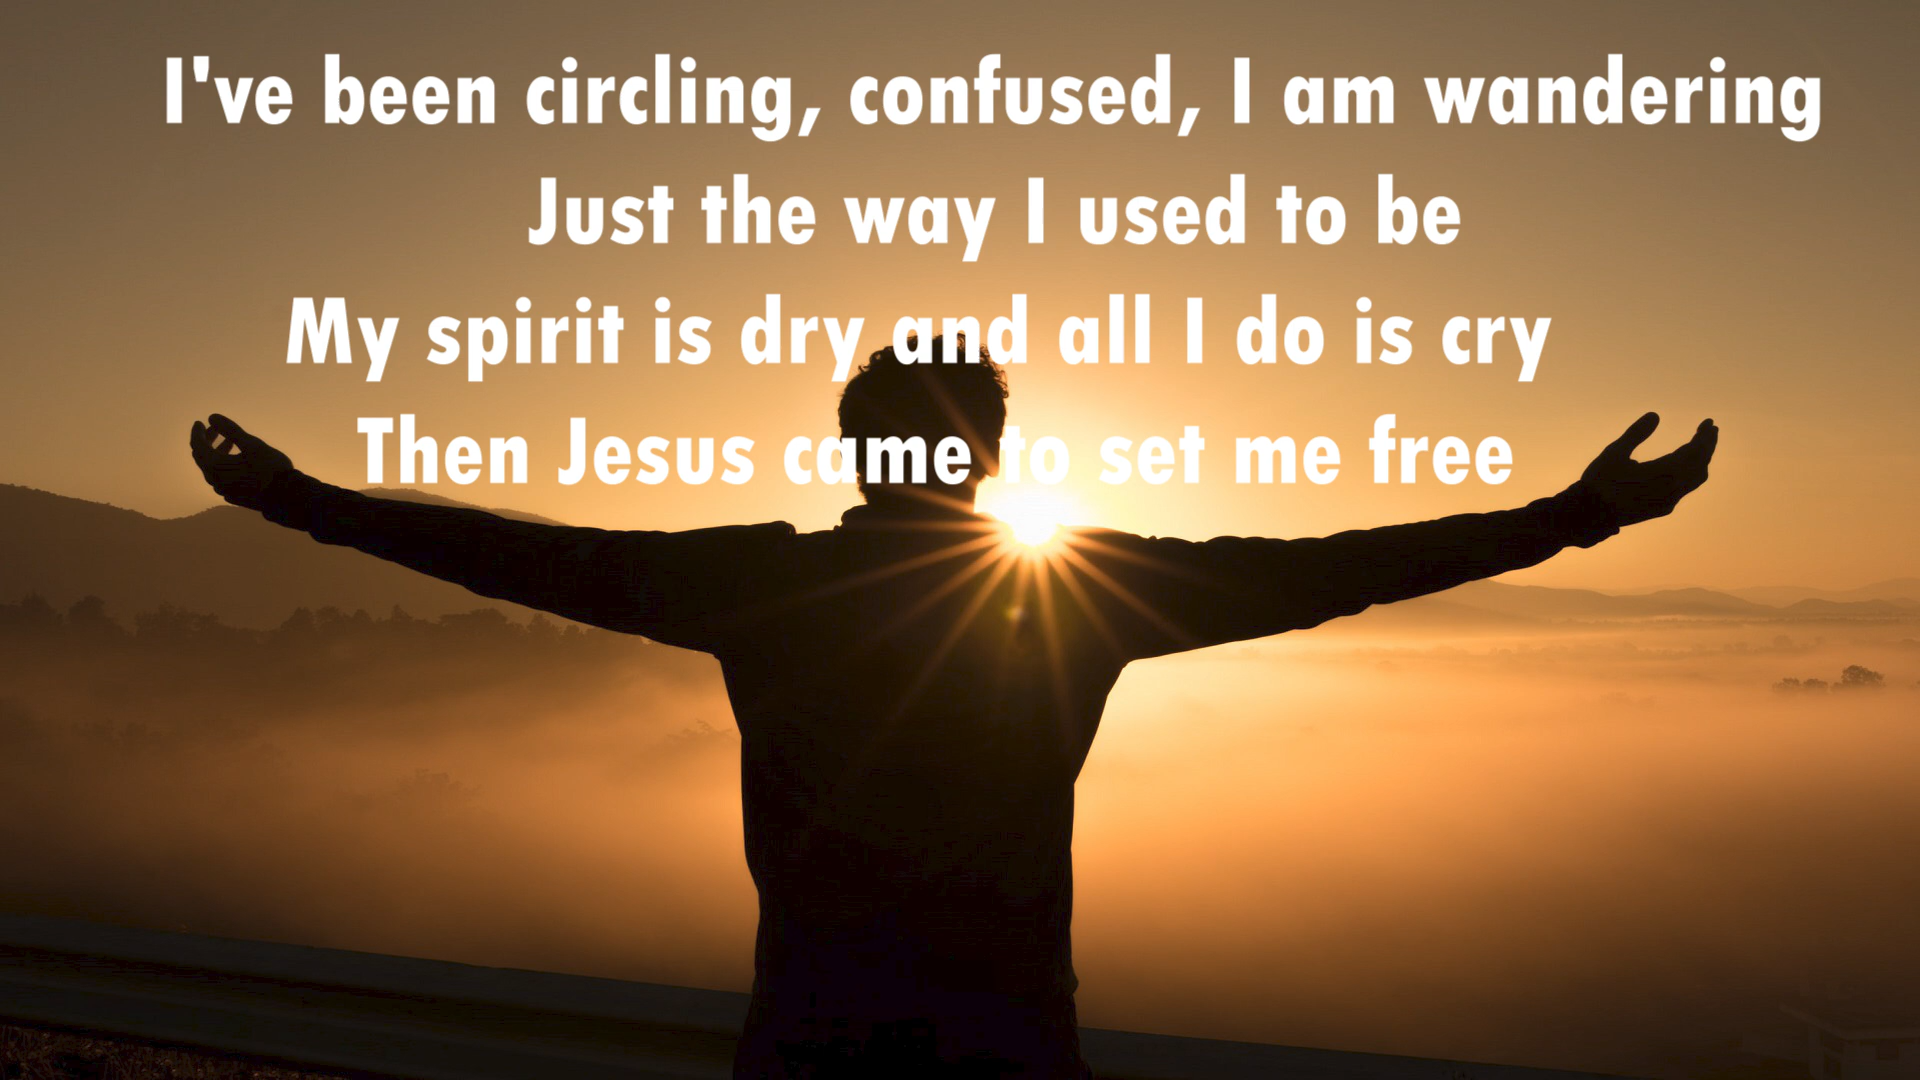 I've been circling, confused, I am wandering
Just the way I used to be
My spirit is dry and all I do is cry
Then Jesus came to set me free